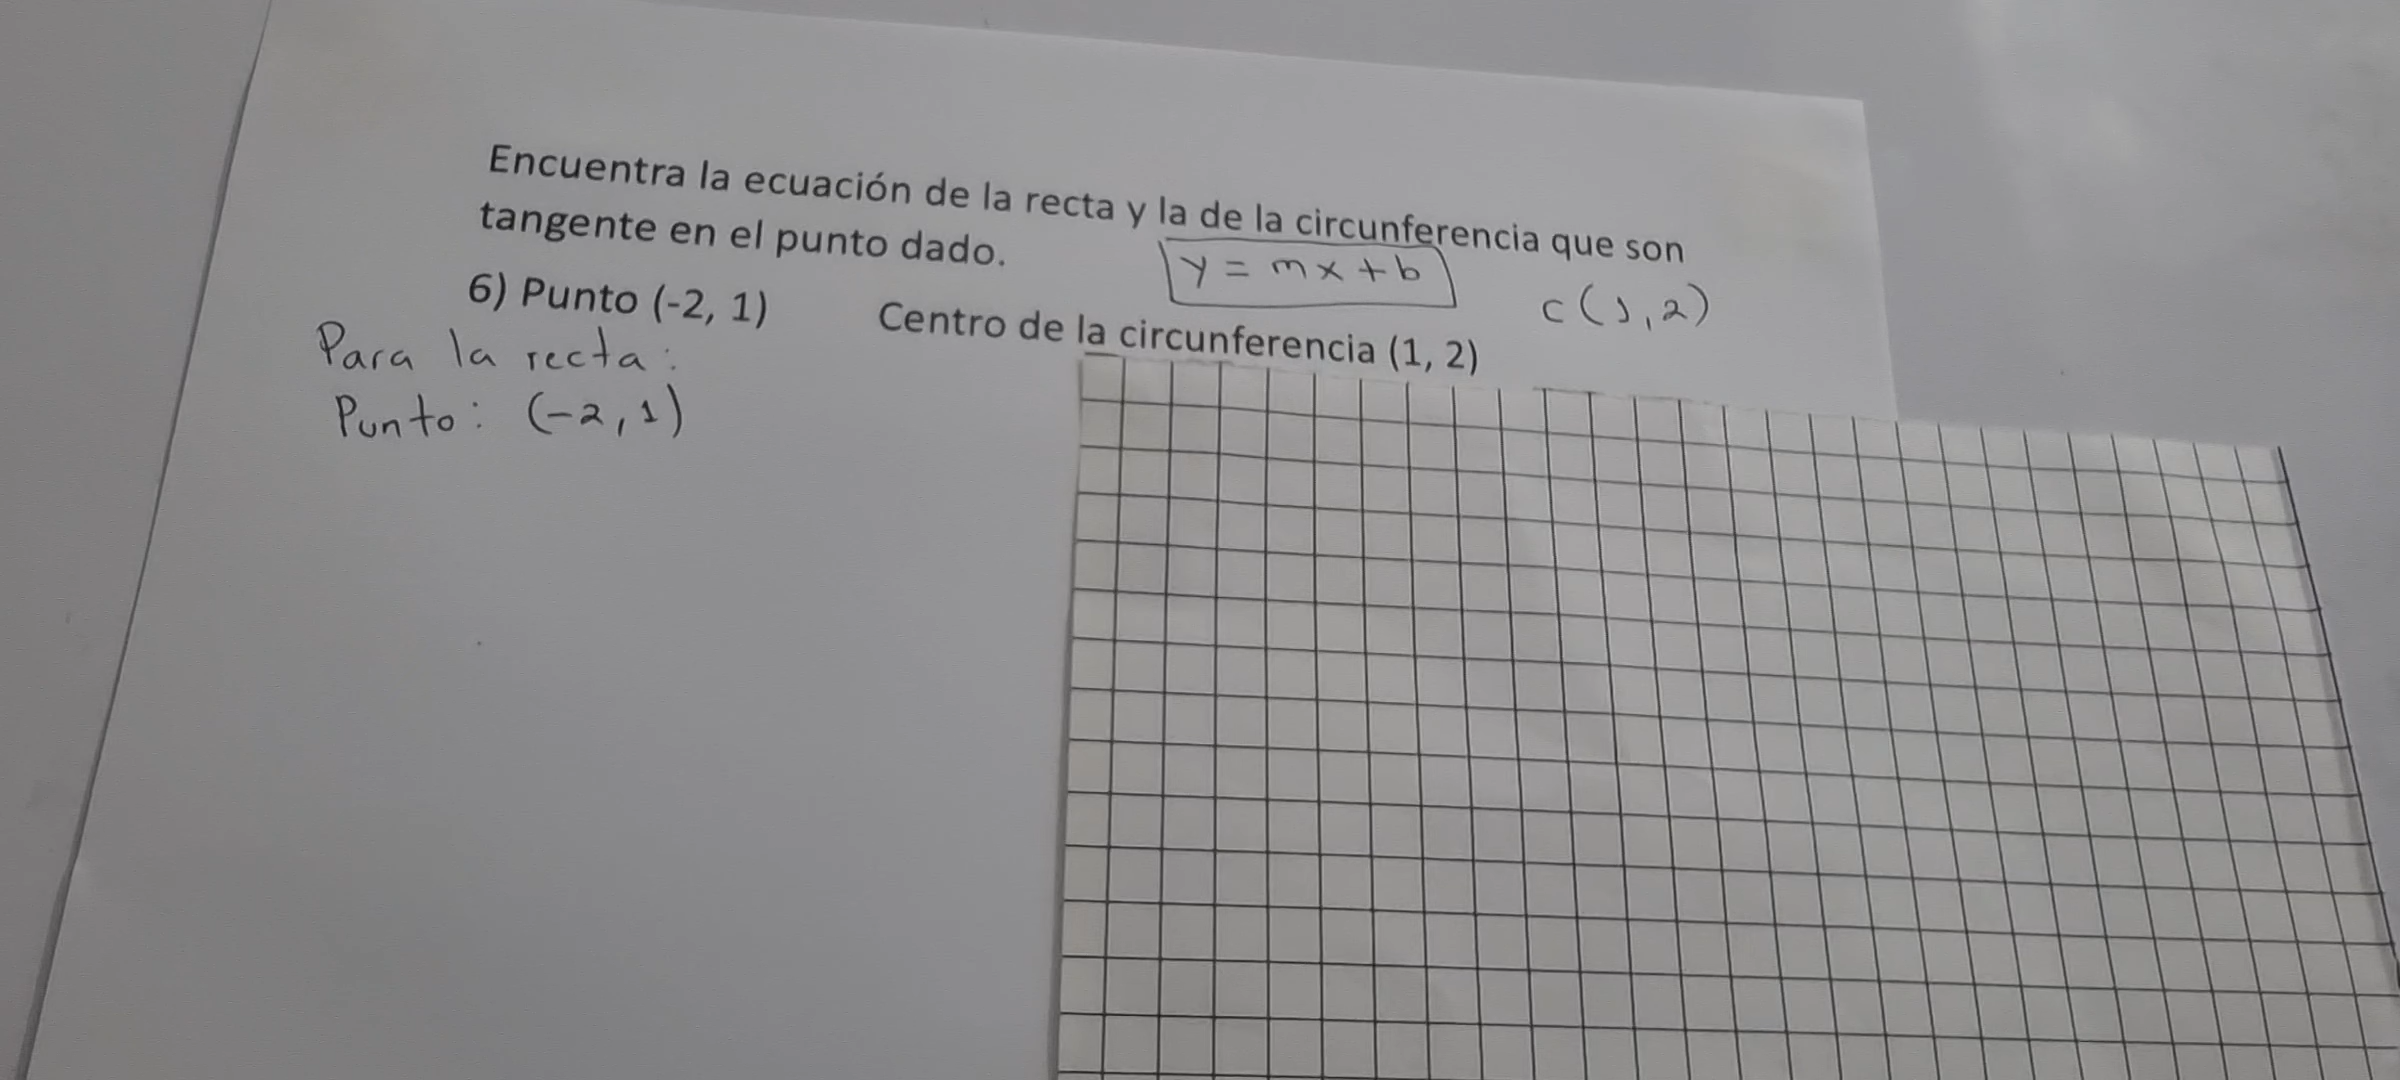 Encuentra la ecuación de la recta y la de la circunferencia que son
tangente en el punto dado.
y = mx + b
6) Punto (-2, 1)
Centro de la circunferencia (1, 2)
c(1,2)
Para la recta:
Punto: (-2,1)